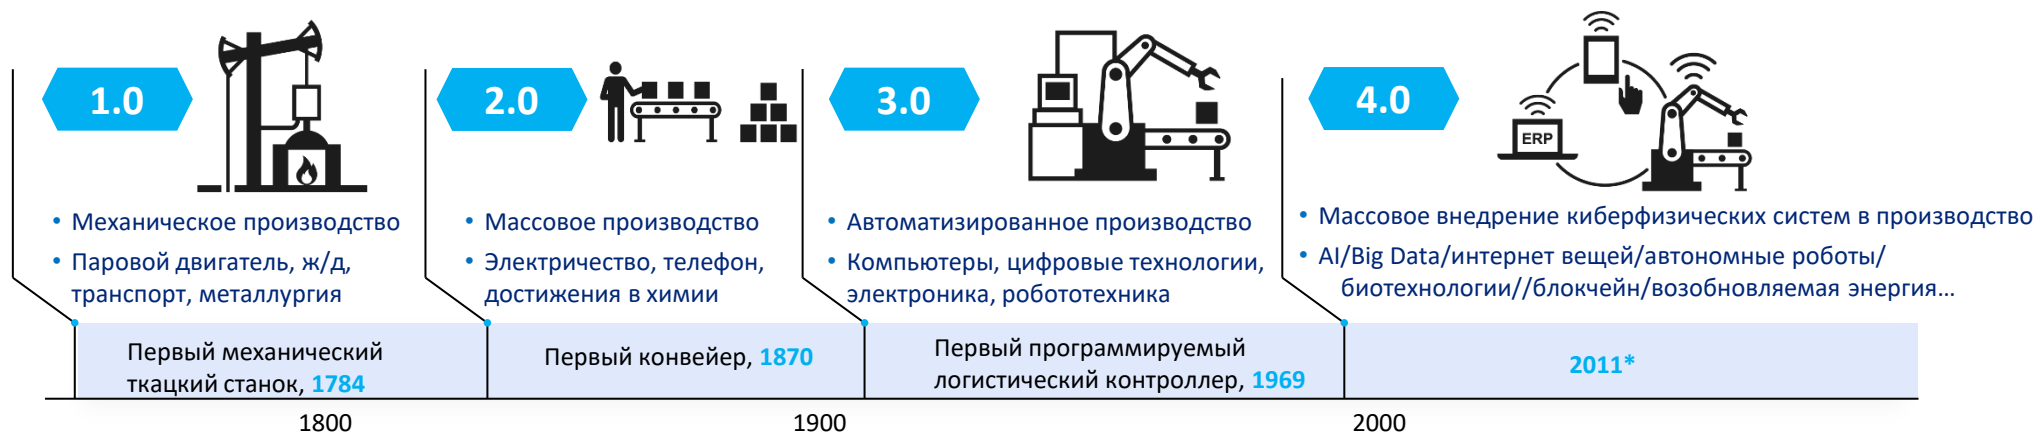 1.0
• Механическое производство
• Паровой двигатель, ж/д,
транспорт, металлургия
Первый механический
ткацкий станок, 1784
2.0
• Массовое производство
• Электричество, телефон,
достижения в химии
Первый конвейер, 1870
3.0
• Автоматизированное производство
• Компьютеры, цифровые технологии,
электроника, робототехника
Первый программируемый
логистический контроллер, 1969
4.0
ERP
• Массовое внедрение киберфизических систем в производство
• AI/Big Data/интернет вещей/автономные роботы/
биотехнологии//блокчейн/возобновляемая энергия...
2011*
1800
1900
2000